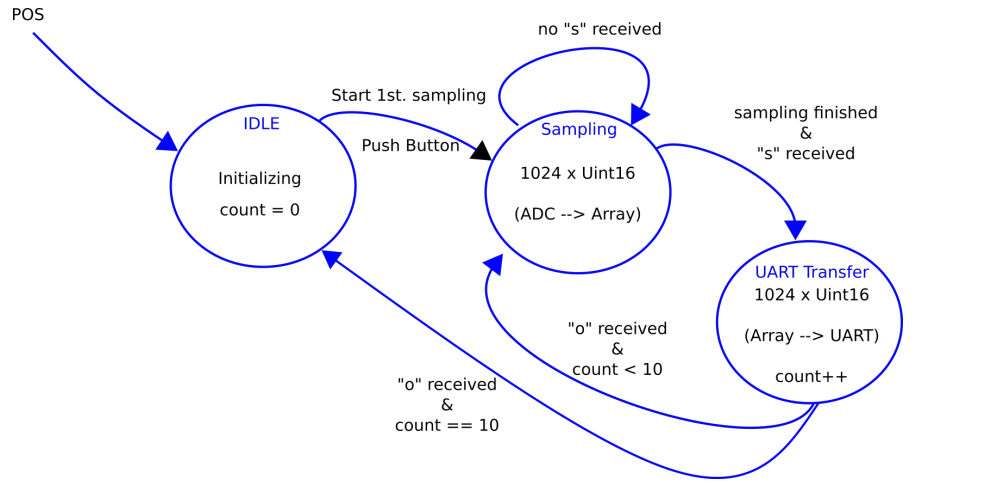 POS
IDLE
Initializing
count = 0
Start 1st. sampling
Push Button
no "s" received
Sampling
1024 x Uint16
(ADC --> Array)
sampling finished
&
"s" received
UART Transfer
1024 x Uint16
(Array --> UART)
count++
"o" received
&
count < 10
"o" received
&
count == 10